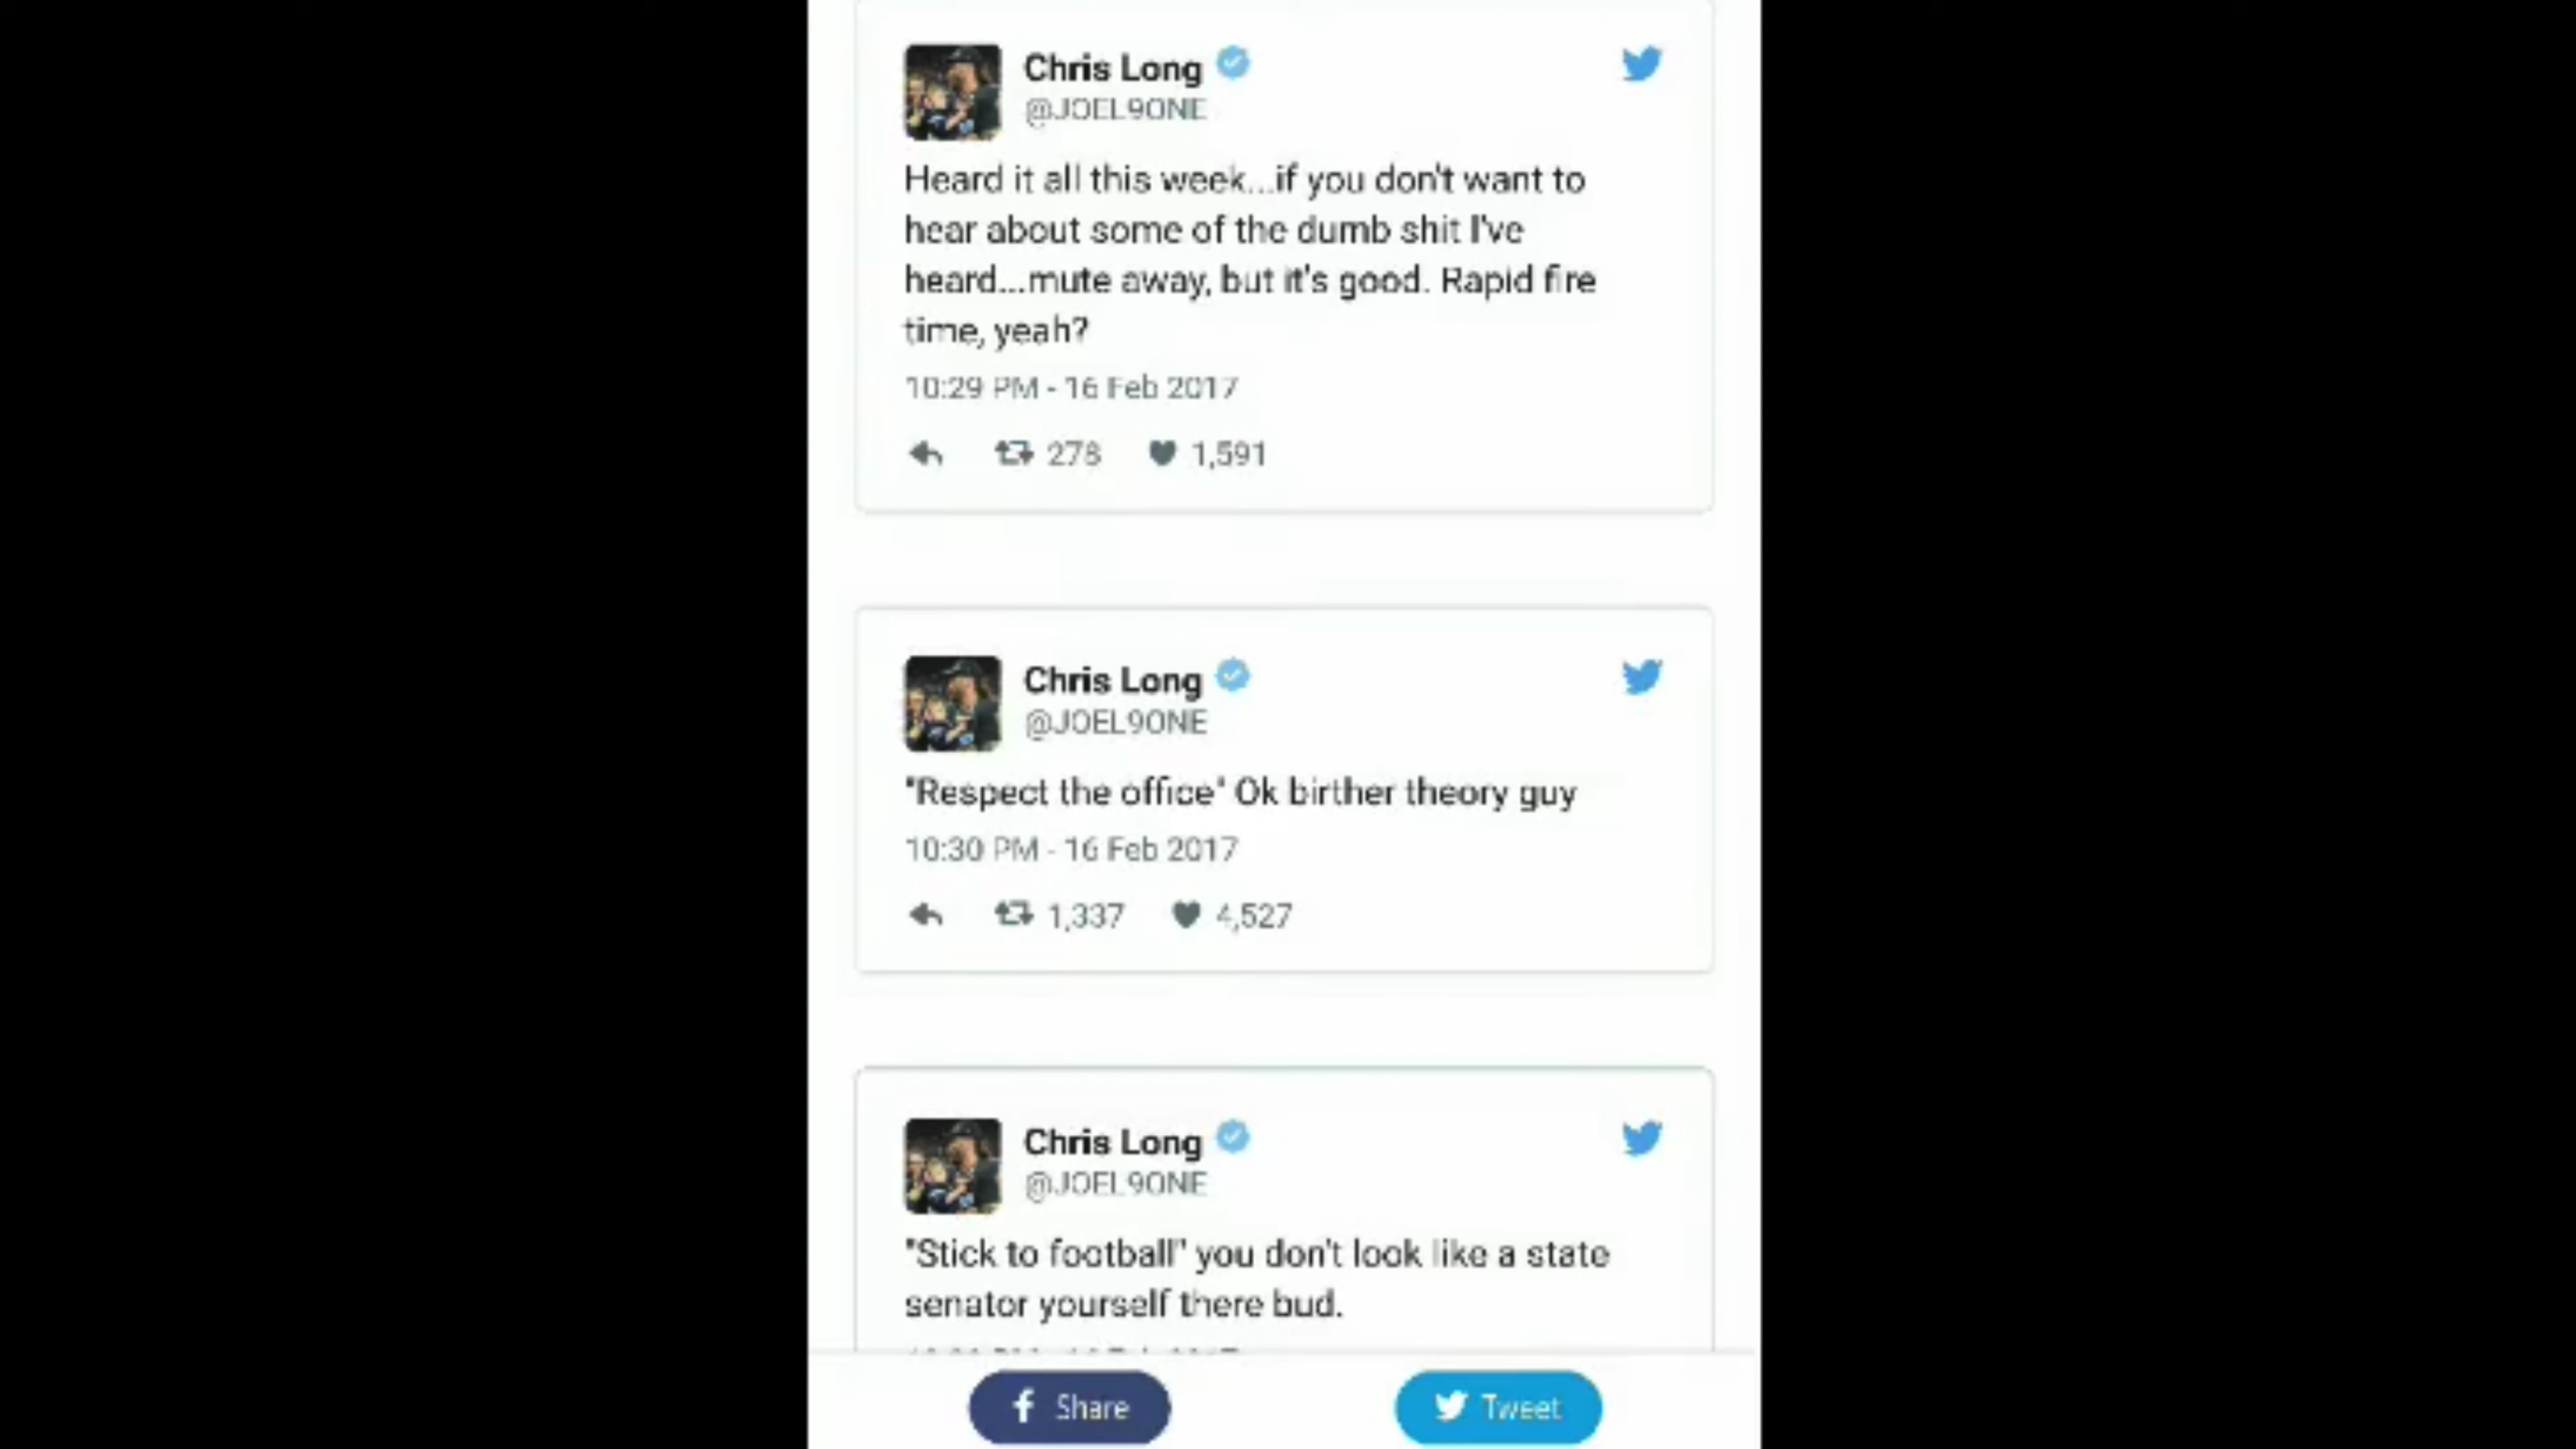 Chris Long
@JOEL9ONE
Heard it all this week...if you don't want to
hear about some of the dumb shit I've
heard...mute away, but it's good. Rapid fire
time, yeah?
10:29 PM - 16 Feb 2017
278 1,591
Chris Long
@JOEL9ONE
"Respect the office" Ok birther theory guy
10:30 PM - 16 Feb 2017
1,337 4,527
Chris Long
@JOEL9ONE
"Stick to football" you don't look like a state
senator yourself there bud.
Share Tweet